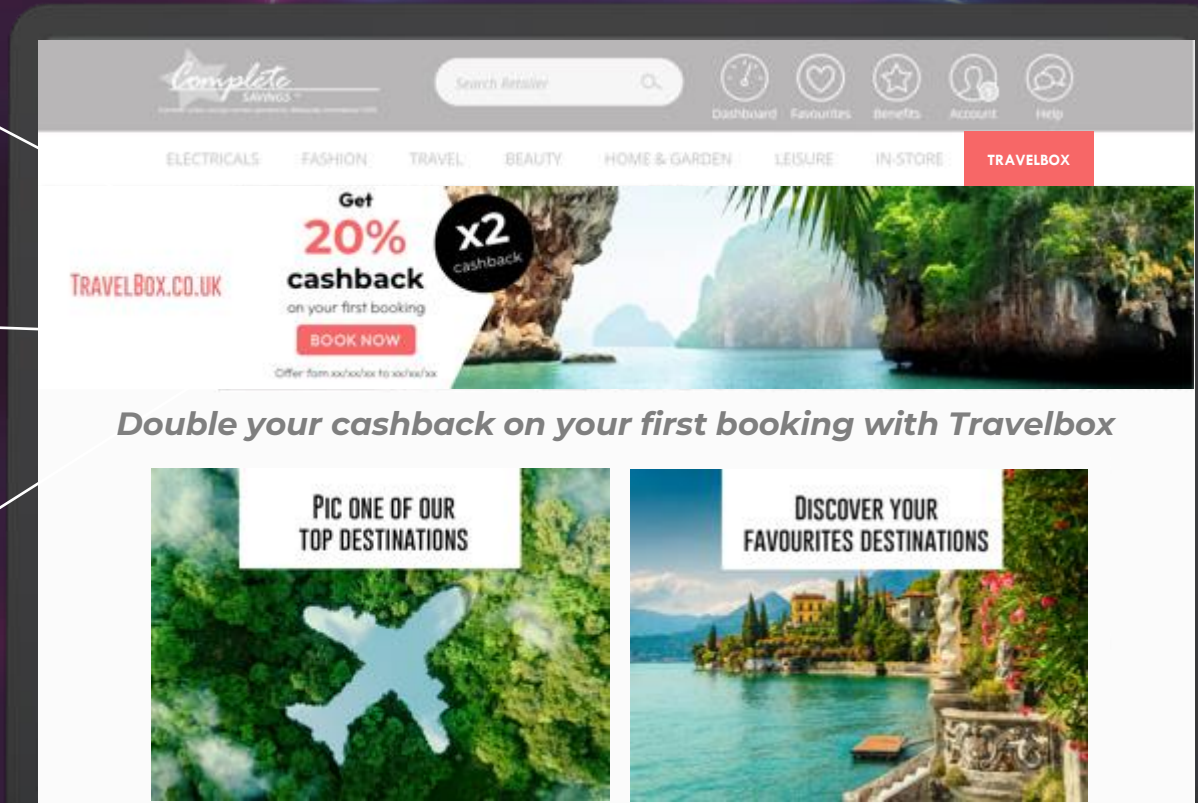 Complete
SAVINGS
Search Retailer
Dashboard
Favourites
Benefits
Account
Help
ELECTRICALS
FASHION
TRAVEL
BEAUTY
HOME & GARDEN
LEISURE
IN-STORE
TRAVELBOX
TRAVELBOX.CO.UK
Get
20%
cashback
on your first booking
BOOK NOW
Offer from xx/xx/xx to xx/xx/xx
x2
cashback
Double your cashback on your first booking with Travelbox
PIC ONE OF OUR
TOP DESTINATIONS
DISCOVER YOUR
FAVOURITES DESTINATIONS